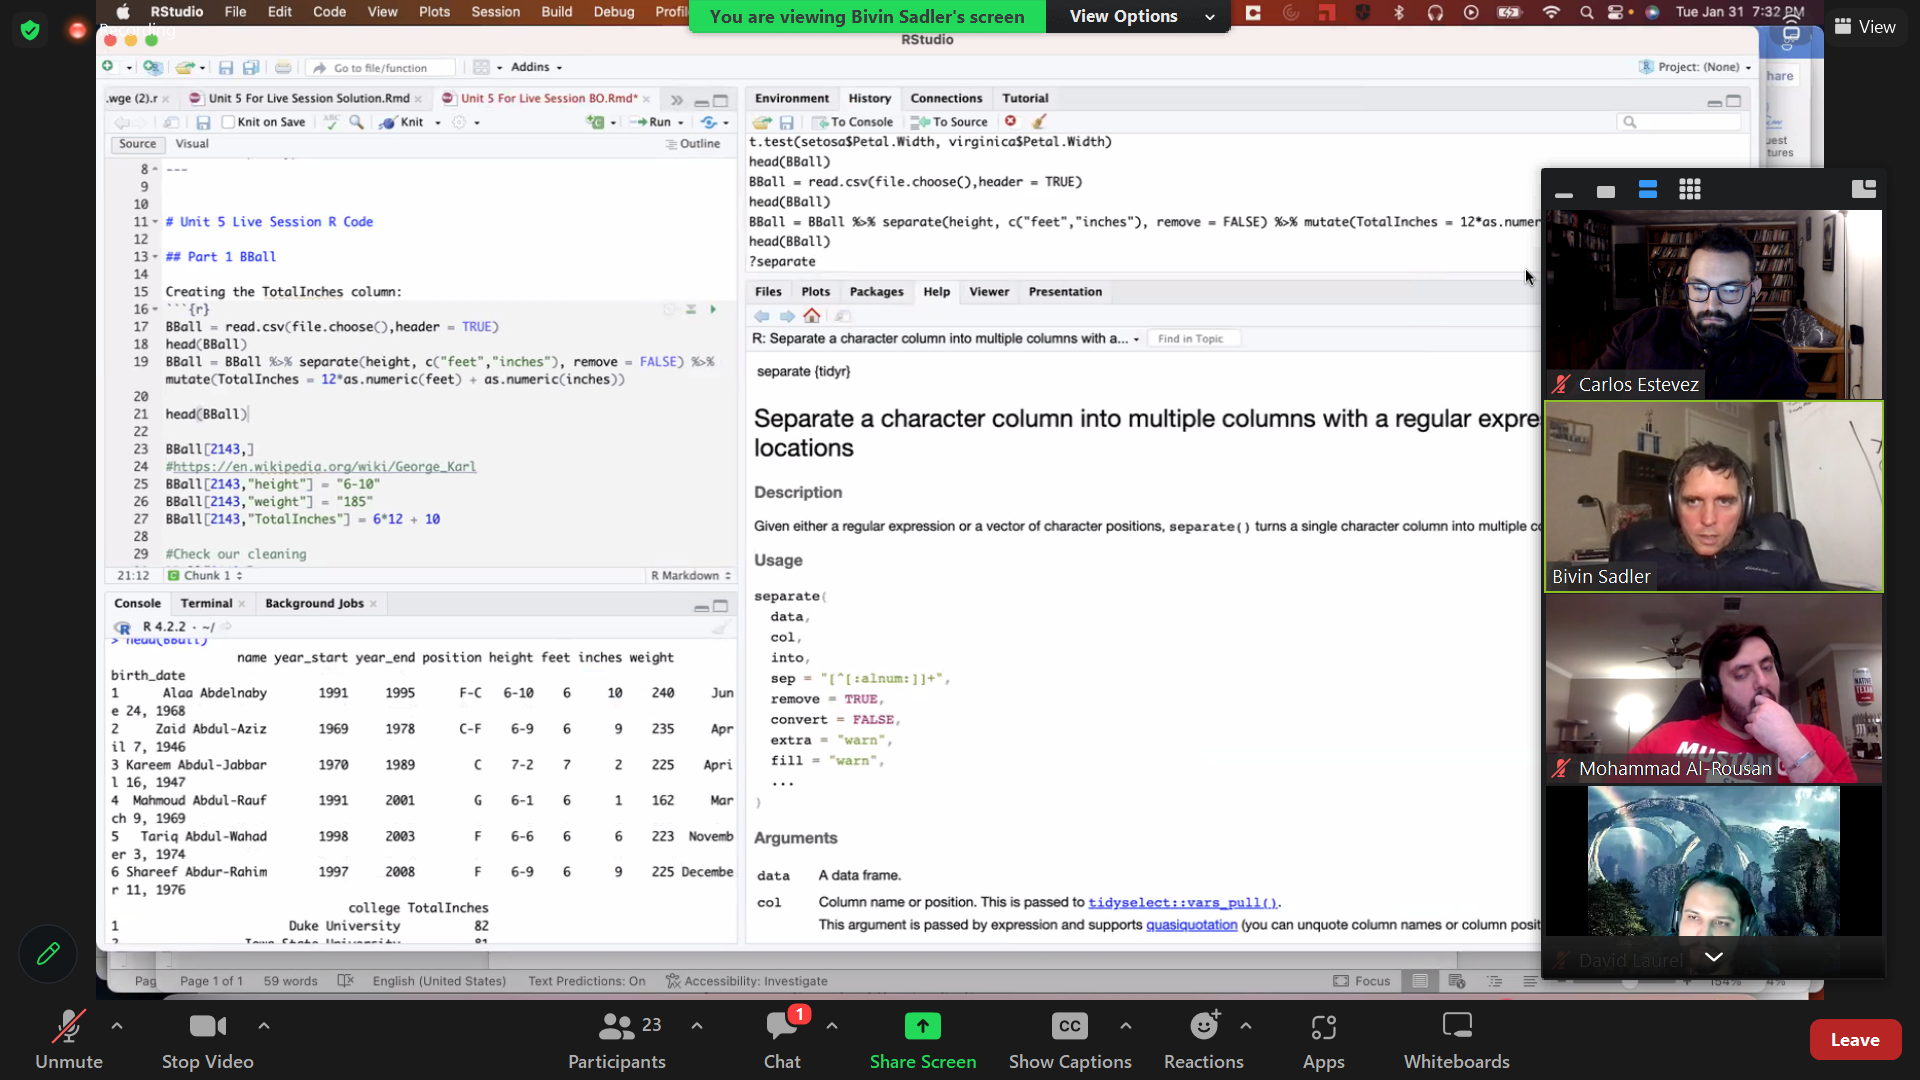 RStudio File Edit Code View Plots Session Build Debug Profil
You are viewing Bivin Sadler's screen View Options
Tue Jan 31 7:32 PM
View
Recording
RStudio
Go to file/function Addins
Project: (None)
hare
.wge (2).r Unit 5 For Live Session Solution.Rmd Unit 5 For Live Session BO.Rmd*
Knit on Save ABC Knit Run
Source Visual Outline
8 ---
9
10
11 # Unit 5 Live Session R Code
12
13 ## Part 1 BBall
14
15 Creating the TotalInches column:
16 ```{r}
17 BBall = read.csv(file.choose(),header = TRUE)
18 head(BBall)
19 BBall = BBall %>% separate(height, c("feet","inches"), remove = FALSE) %>%
mutate(TotalInches = 12*as.numeric(feet) + as.numeric(inches))
20
21 head(BBall)
22
23 BBall[2143,]
24 #https://en.wikipedia.org/wiki/George_Karl
25 BBall[2143,"height"] = "6-10"
26 BBall[2143,"weight"] = "185"
27 BBall[2143,"TotalInches"] = 6*12 + 10
28
29 #Check our cleaning
21:12 Chunk 1 R Markdown
Console Terminal Background Jobs
R 4.2.2 · ~/
> head(BBall)
name year_start year_end position height feet inches weight
birth_date
1 Alaa Abdelnaby 1991 1995 F-C 6-10 6 10 240 Jun
e 24, 1968
2 Zaid Abdul-Aziz 1969 1978 C-F 6-9 6 9 235 Apr
il 7, 1946
3 Kareem Abdul-Jabbar 1970 1989 C 7-2 7 2 225 Apri
l 16, 1947
4 Mahmoud Abdul-Rauf 1991 2001 G 6-1 6 1 162 Mar
ch 9, 1969
5 Tariq Abdul-Wahad 1998 2003 F 6-6 6 6 223 Novemb
er 3, 1974
6 Shareef Abdur-Rahim 1997 2008 F 6-9 6 9 225 Decembe
r 11, 1976
college TotalInches
1 Duke University 82
2 Iowa State University 81
Environment History Connections Tutorial
To Console To Source
t.test(setosa$Petal.Width, virginica$Petal.Width)
head(BBall)
BBall = read.csv(file.choose(),header = TRUE)
head(BBall)
BBall = BBall %>% separate(height, c("feet","inches"), remove = FALSE) %>% mutate(TotalInches = 12*as.numer
head(BBall)
?separate
Files Plots Packages Help Viewer Presentation
R: Separate a character column into multiple columns with a... Find in Topic
separate {tidyr}
Separate a character column into multiple columns with a regular expre
locations
Description
Given either a regular expression or a vector of character positions, separate() turns a single character column into multiple co
Usage
separate(
data,
col,
into,
sep = "[^[:alnum:]]+",
remove = TRUE,
convert = FALSE,
extra = "warn",
fill = "warn",
...
)
Arguments
data A data frame.
col Column name or position. This is passed to tidyselect::vars_pull().
This argument is passed by expression and supports quasiquotation (you can unquote column names or column posit
Carlos Estevez
Bivin Sadler
NATIVE TEXAN
MUSTANG
Mohammad Al-Rousan
David Laurel
Pag Page 1 of 1 59 words English (United States) Text Predictions: On Accessibility: Investigate Focus
Unmute Stop Video Participants 23 Chat 1 Share Screen CC Show Captions Reactions Apps Whiteboards Leave